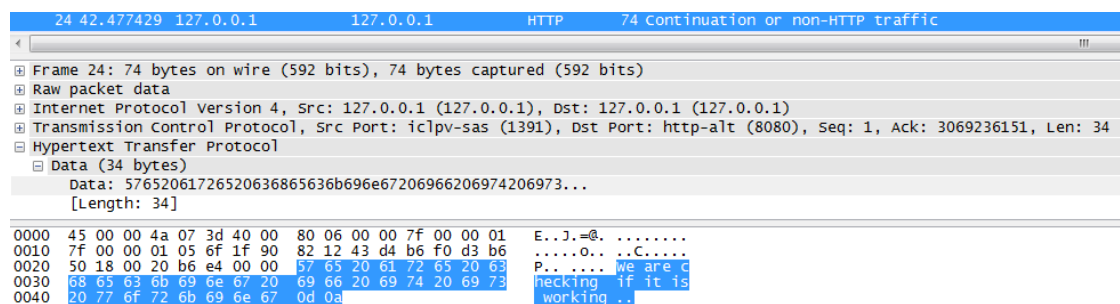 24 42.477429 127.0.0.1 127.0.0.1 HTTP 74 Continuation or non-HTTP traffic
Frame 24: 74 bytes on wire (592 bits), 74 bytes captured (592 bits)
Raw packet data
Internet Protocol Version 4, Src: 127.0.0.1 (127.0.0.1), Dst: 127.0.0.1 (127.0.0.1)
Transmission Control Protocol, Src Port: iclpv-sas (1391), Dst Port: http-alt (8080), Seq: 1, Ack: 3069236151, Len: 34
Hypertext Transfer Protocol
Data (34 bytes)
Data: 57652061726520636865636b696e67206966206974206973...
[Length: 34]
0000 45 00 00 4a 07 3d 40 00 80 06 00 00 7f 00 00 01 E..J.=@. ........
0010 7f 00 00 01 05 6f 1f 90 82 12 43 d4 b6 f0 d3 b6 .....o.. ..C.....
0020 50 18 00 20 b6 e4 00 00 57 65 20 61 72 65 20 63 P.. .... We are c
0030 68 65 63 6b 69 6e 67 20 69 66 20 69 74 20 69 73 hecking if it is
0040 20 77 6f 72 6b 69 6e 67 0d 0a working ..